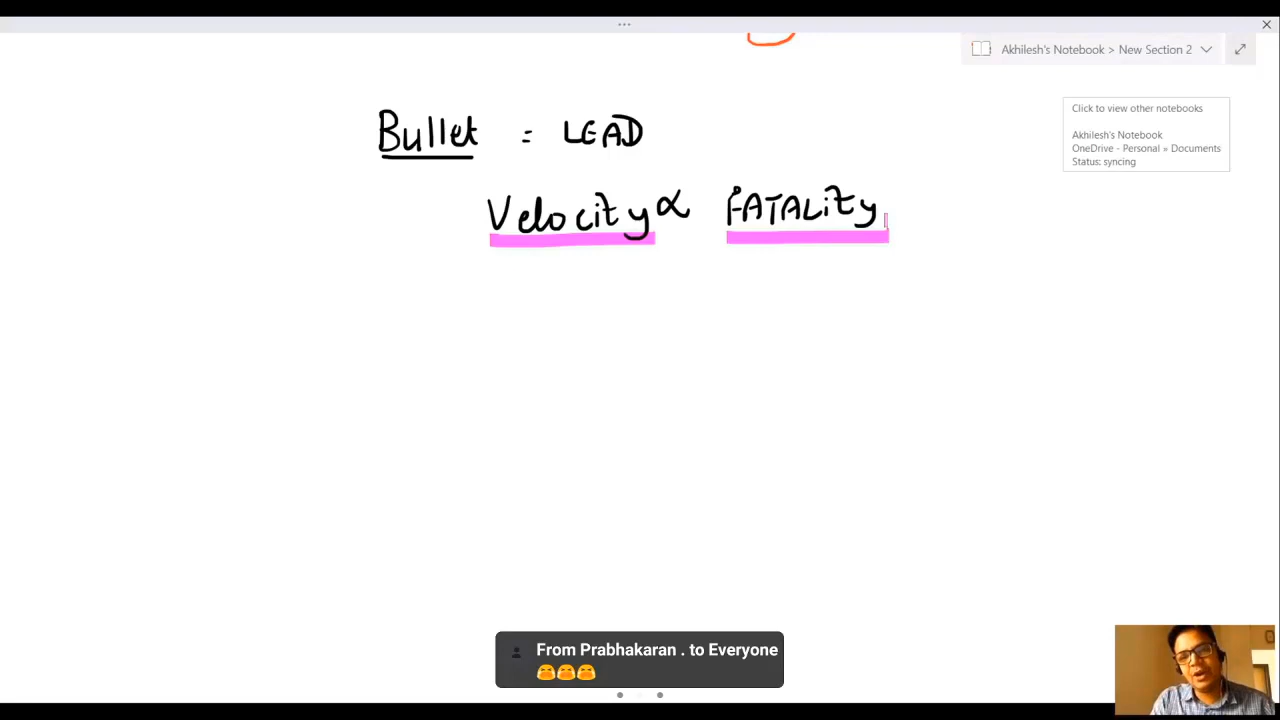 Akhilesh's Notebook > New Section 2
Click to view other notebooks
Akhilesh's Notebook
OneDrive - Personal » Documents
Status: syncing
Bullet = LEAD
Velocity ∝ FATALity
From Prabhakaran . to Everyone
😫😫😫